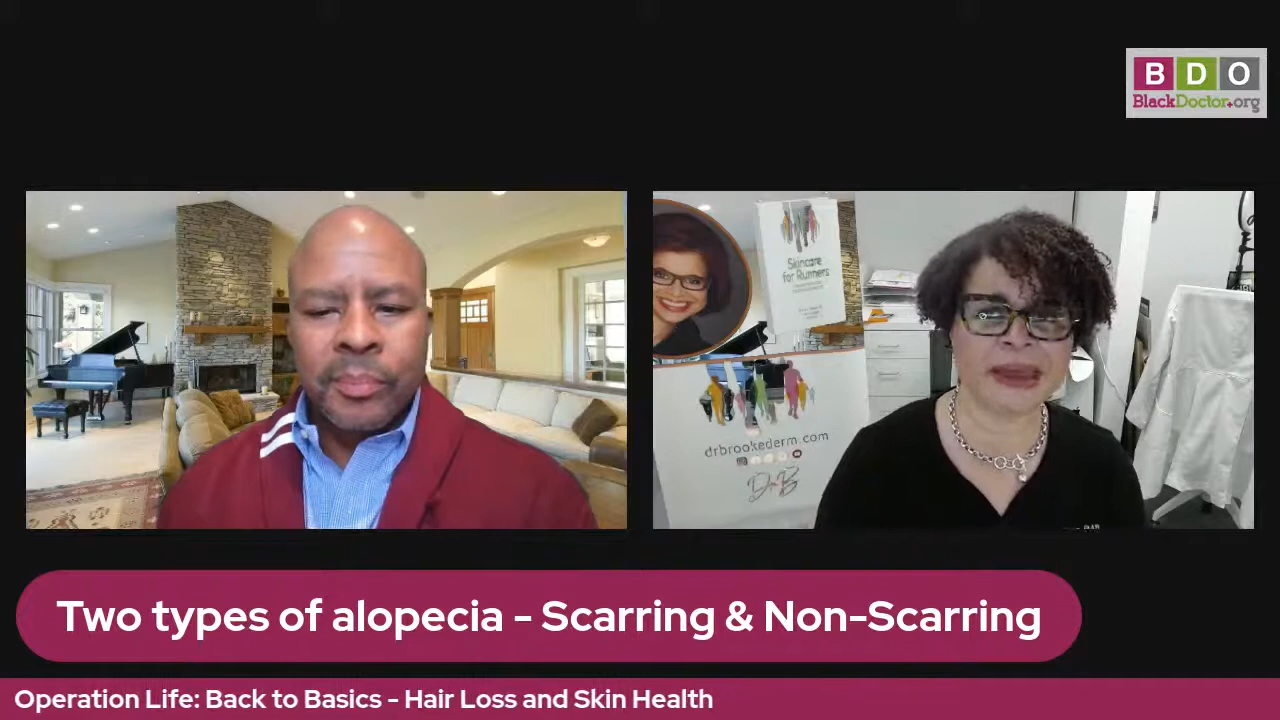 B D O
BlackDoctor.org
Skincare
for Runners
drbrookederm.com
Dr. B
Two types of alopecia - Scarring & Non-Scarring
Operation Life: Back to Basics - Hair Loss and Skin Health